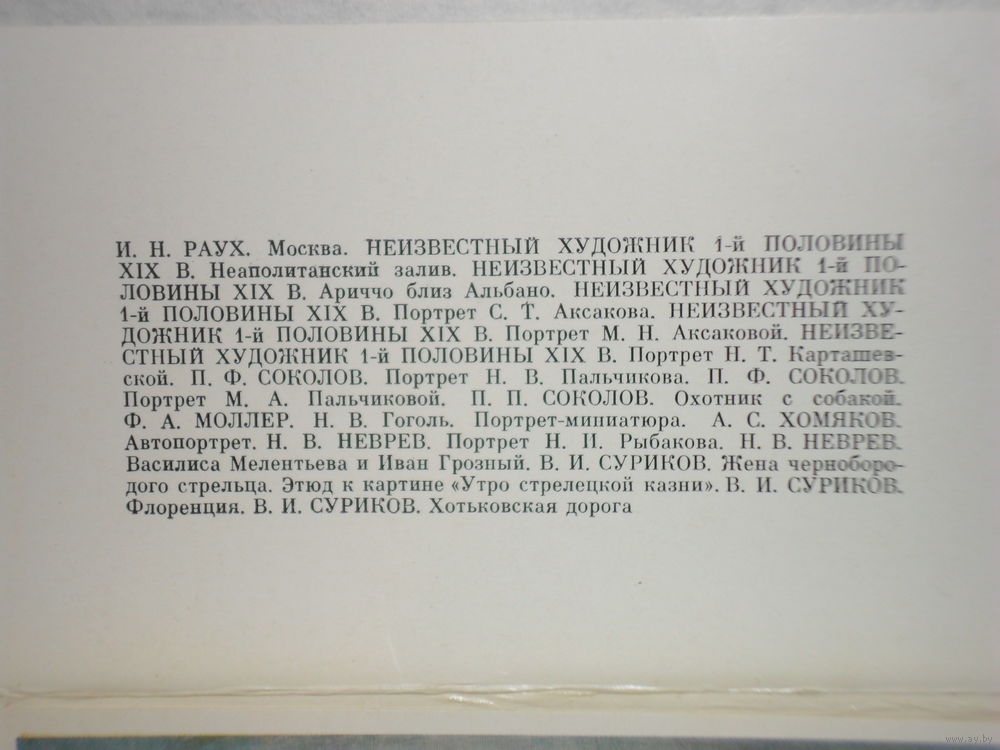 И. Н. РАУХ. Москва. НЕИЗВЕСТНЫЙ ХУДОЖНИК 1-й ПОЛОВИНЫ
XIX В. Неаполитанский залив. НЕИЗВЕСТНЫЙ ХУДОЖНИК 1-й ПО-
ЛОВИНЫ XIX В. Ариччо близ Альбано. НЕИЗВЕСТНЫЙ ХУДОЖНИК
1-й ПОЛОВИНЫ XIX В. Портрет С. Т. Аксакова. НЕИЗВЕСТНЫЙ ХУ-
ДОЖНИК 1-й ПОЛОВИНЫ XIX В. Портрет М. Н. Аксаковой. НЕИЗВЕ-
СТНЫЙ ХУДОЖНИК 1-й ПОЛОВИНЫ XIX В. Портрет Н. Т. Карташев-
ской. П. Ф. СОКОЛОВ. Портрет Н. В. Пальчикова. П. Ф. СОКОЛОВ.
Портрет М. А. Пальчиковой. П. П. СОКОЛОВ. Охотник с собакой.
Ф. А. МОЛЛЕР. Н. В. Гоголь. Портрет-миниатюра. А. С. ХОМЯКОВ.
Автопортрет. Н. В. НЕВРЕВ. Портрет Н. И. Рыбакова. Н. В. НЕВРЕВ.
Василиса Мелентьева и Иван Грозный. В. И. СУРИКОВ. Жена черноборо-
дого стрельца. Этюд к картине «Утро стрелецкой казни». В. И. СУРИКОВ.
Флоренция. В. И. СУРИКОВ. Хотьковская дорога
www.ay.by